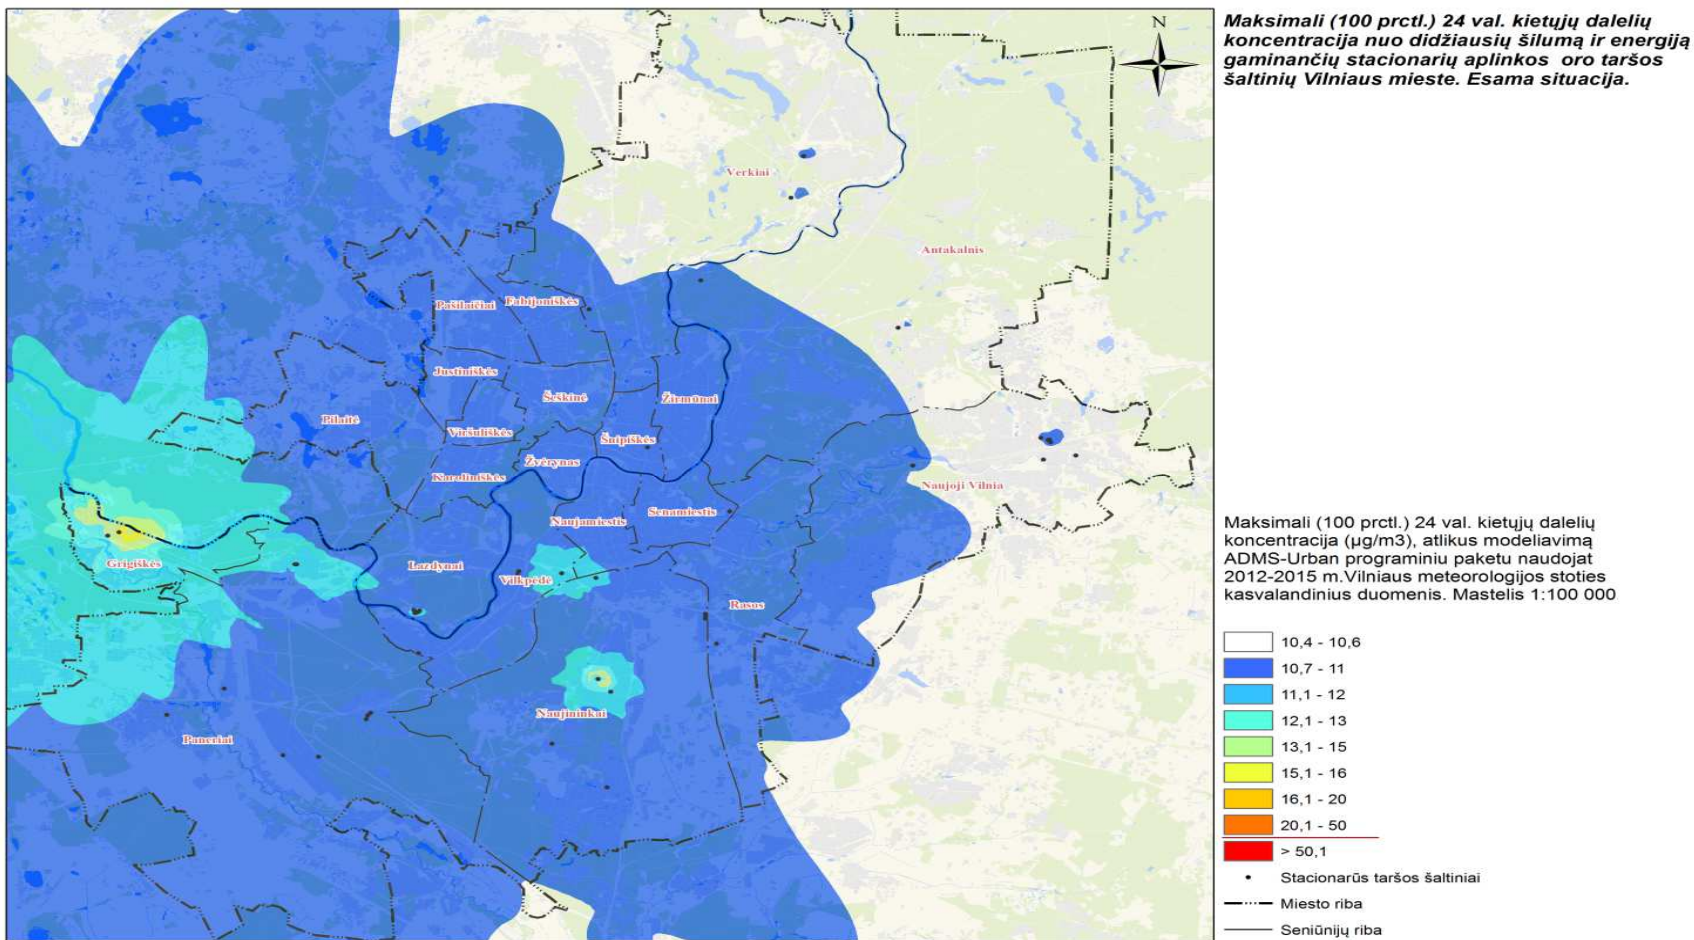 Maksimali (100 prctl.) 24 val. kietųjų dalelių
koncentracija nuo didžiausių šilumą ir energiją
gaminančių stacionarių aplinkos oro taršos
šaltinių Vilniaus mieste. Esama situacija.
N
Verkiai
Antakalnis
Pašilaičiai
Fabijoniškės
Justiniškės
Šeškinė
Žirmūnai
Pilaitė
Viršuliškės
Šnipiškės
Žvėrynas
Karoliniškės
Naujoji Vilnia
Naujamiestis
Senamiestis
Grigiškės
Lazdynai
Vilkpėdė
Rasos
Naujininkai
Paneriai
Maksimali (100 prctl.) 24 val. kietųjų dalelių
koncentracija (µg/m3), atlikus modeliavimą
ADMS-Urban programiniu paketu naudojat
2012-2015 m.Vilniaus meteorologijos stoties
kasvalandinius duomenis. Mastelis 1:100 000
10,4 - 10,6
10,7 - 11
11,1 - 12
12,1 - 13
13,1 - 15
15,1 - 16
16,1 - 20
20,1 - 50
> 50,1
Stacionarūs taršos šaltiniai
Miesto riba
Seniūnijų riba